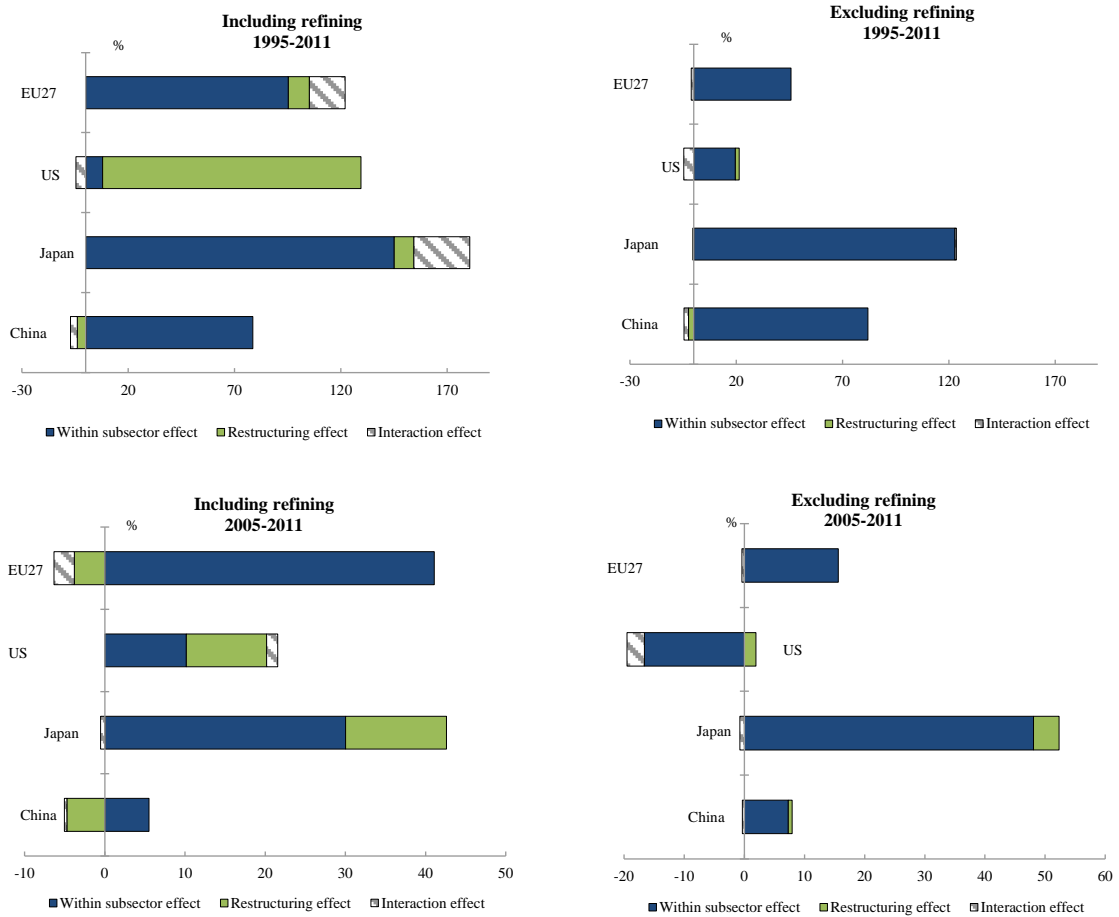 Including refining
1995-2011
%
EU27
US
Japan
China
-30 20 70 120 170
Within subsector effect Restructuring effect Interaction effect
Excluding refining
1995-2011
%
EU27
US
Japan
China
-30 20 70 120 170
Within subsector effect Restructuring effect Interaction effect
Including refining
2005-2011
%
EU27
US
Japan
China
-10 0 10 20 30 40 50
Within subsector effect Restructuring effect Interaction effect
Excluding refining
2005-2011
%
EU27
US
Japan
China
-20 -10 0 10 20 30 40 50 60
Within subsector effect Restructuring effect Interaction effect